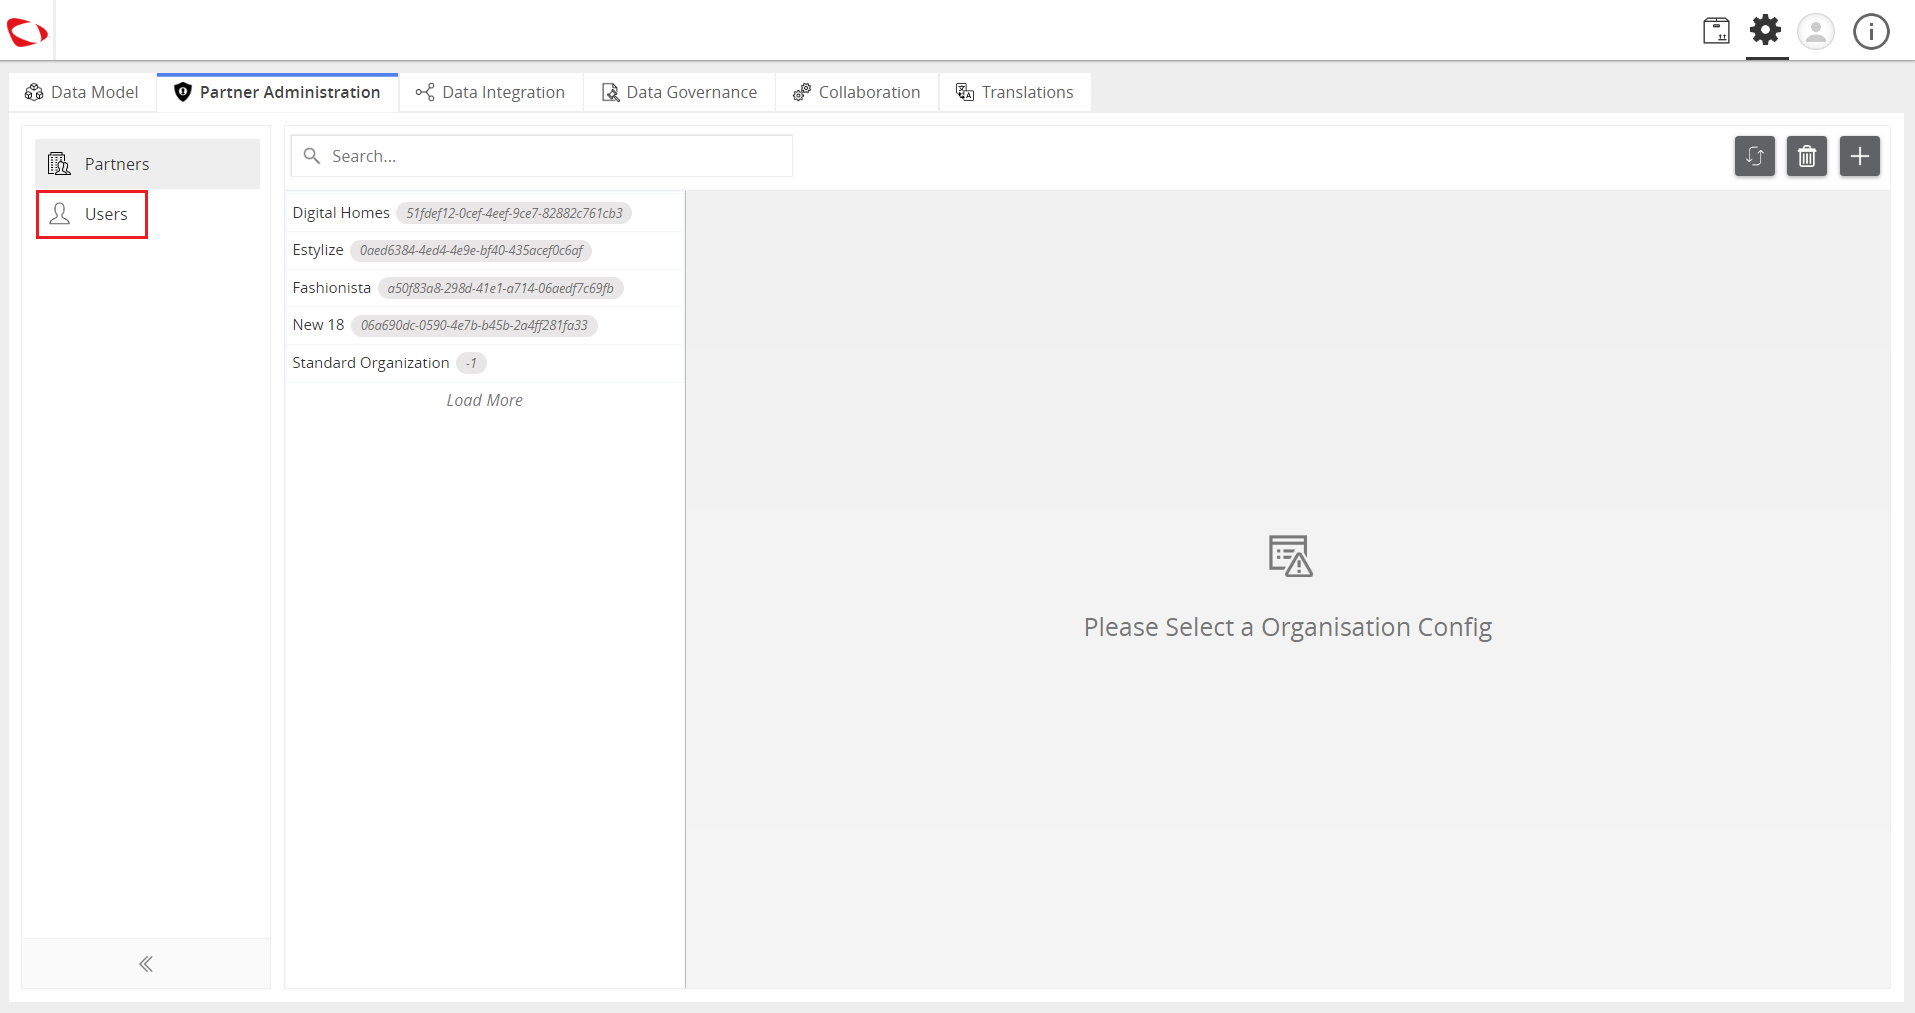 Data Model
Partner Administration
Data Integration
Data Governance
Collaboration
Translations
Partners
Users
Search...
Digital Homes 51fdef12-0cef-4eef-9ce7-82882c761cb3
Estylize 0aed6384-4ed4-4e9e-bf40-435acef0c6af
Fashionista a50f83a8-298d-41e1-a714-06aedf7c69fb
New 18 06a690dc-0590-4e7b-b45b-2a4ff281fa33
Standard Organization -1
Load More
Please Select a Organisation Config